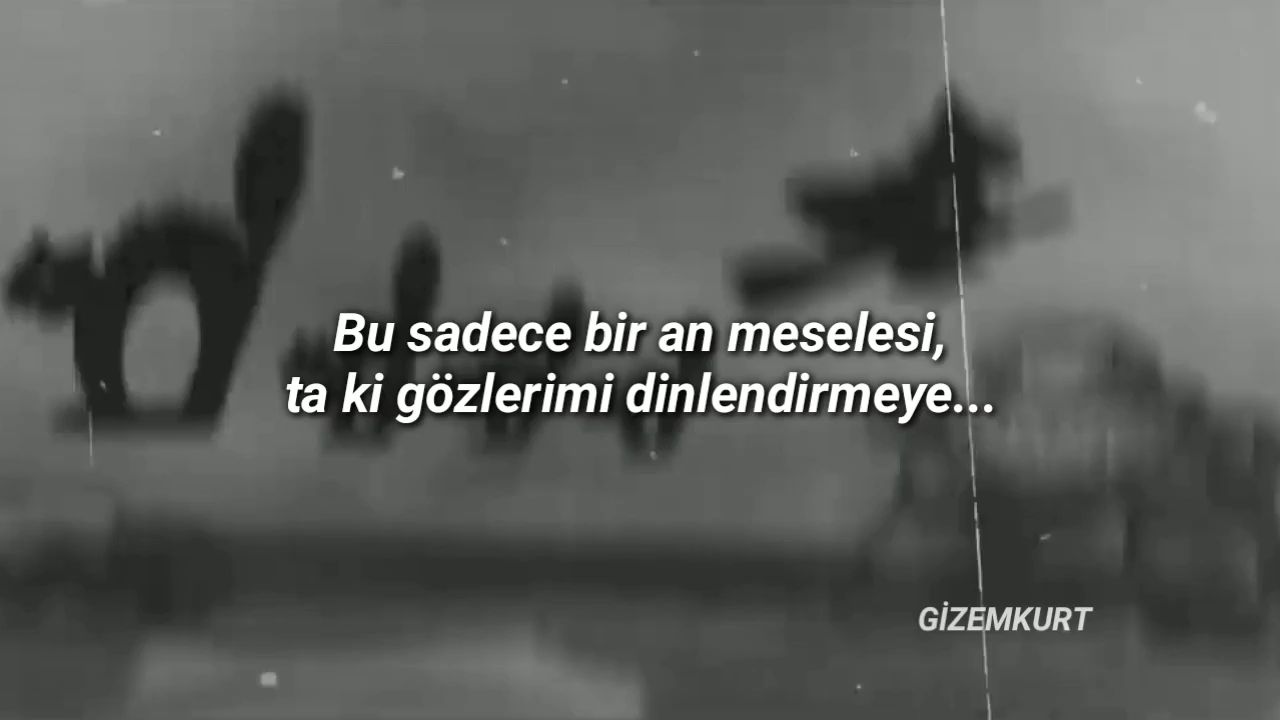 Bu sadece bir an meselesi,
ta ki gözlerimi dinlendirmeye...
GİZEMKURT